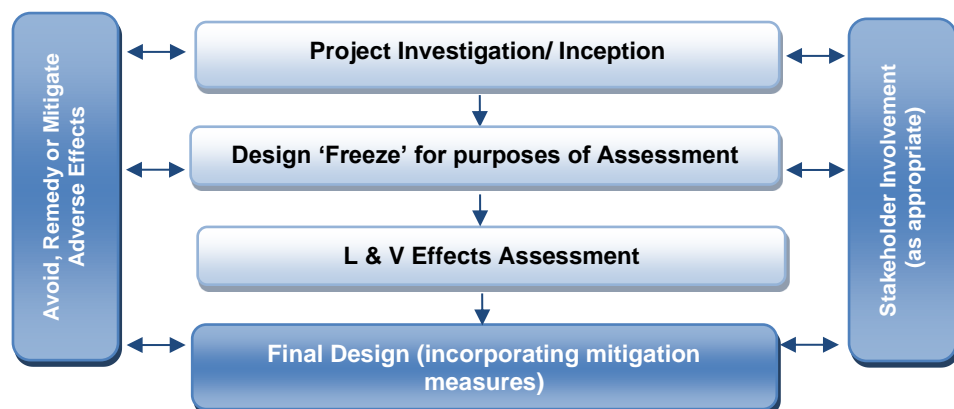 Avoid, Remedy or Mitigate
Adverse Effects
Project Investigation/ Inception
Design ‘Freeze’ for purposes of Assessment
L & V Effects Assessment
Final Design (incorporating mitigation
measures)
Stakeholder Involvement
(as appropriate)